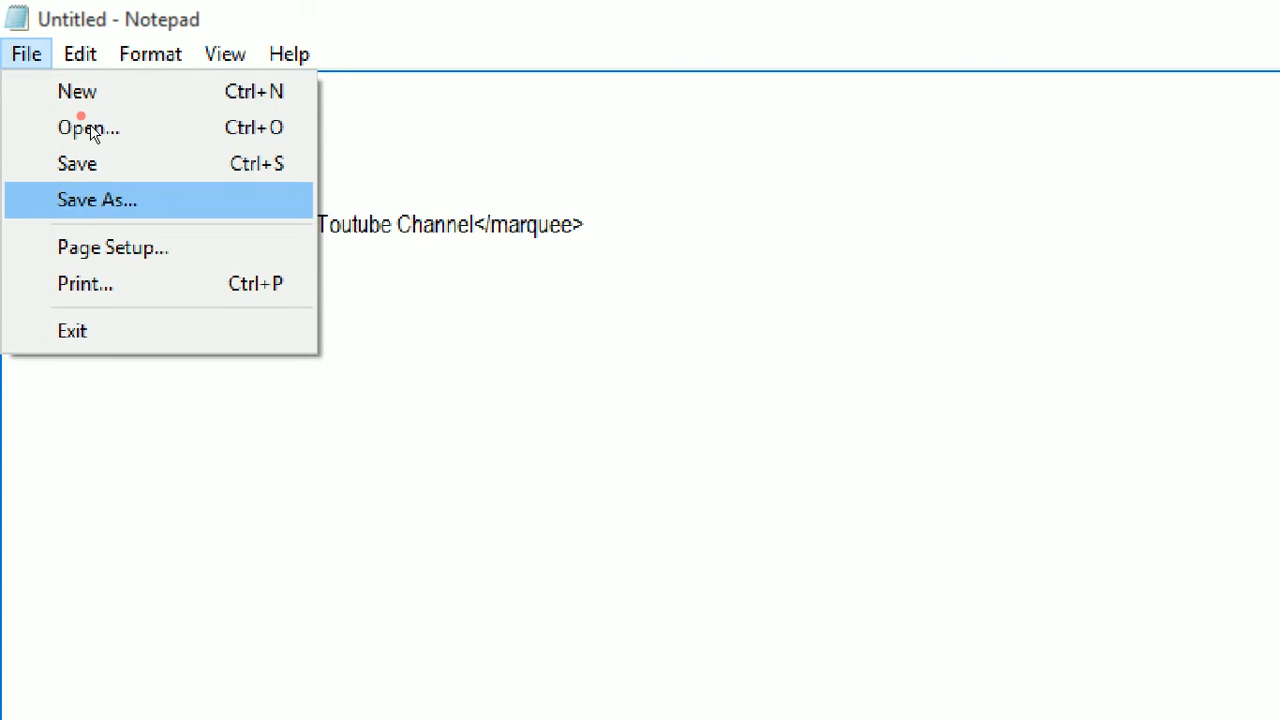 Untitled - Notepad
File Edit Format View Help
New Ctrl+N
Open... Ctrl+O
Save Ctrl+S
Save As...
Toutube Channel</marquee>
Page Setup...
Print... Ctrl+P
Exit